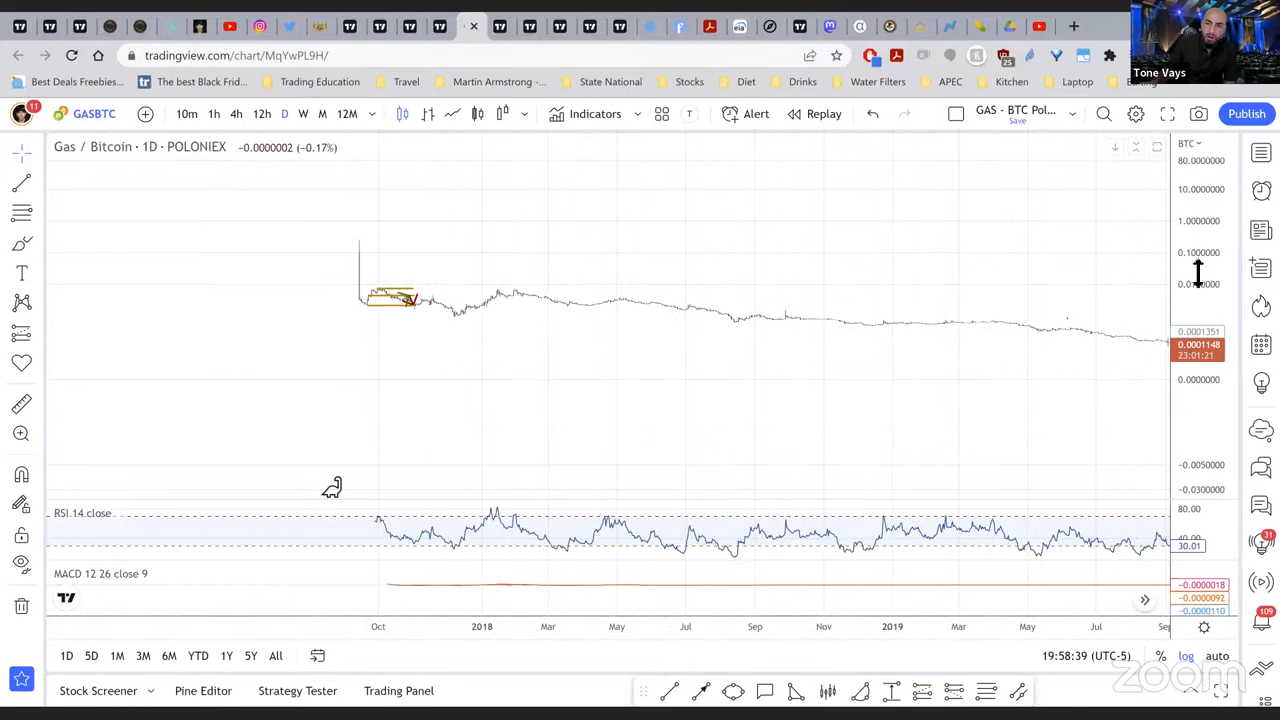 tradingview.com/chart/MqYwPL9H/
Best Deals Freebies...
The best Black Frid...
Trading Education
Travel
Martin Armstrong -...
State National
Stocks
Diet
Drinks
Water Filters
APEC
Kitchen
Laptop
Tone Vays
11
GASBTC
10m 1h 4h 12h D W M 12M
Indicators
Alert
Replay
GAS - BTC Pol...
Save
Publish
Gas / Bitcoin · 1D · POLONIEX
−0.0000002 (−0.17%)
BTC
80.0000000
10.0000000
1.0000000
0.1000000
0.0001351
0.0001148
23:01:21
0.0000000
−0.0050000
−0.0300000
RSI 14 close
80.00
30.01
MACD 12 26 close 9
−0.0000018
−0.0000092
−0.0000110
Oct 2018 Mar May Jul Sep Nov 2019 Mar May Jul Sep
1D 5D 1M 3M 6M YTD 1Y 5Y All
19:58:39 (UTC-5)
% log auto
Stock Screener
Pine Editor
Strategy Tester
Trading Panel
zoom
25
31
109